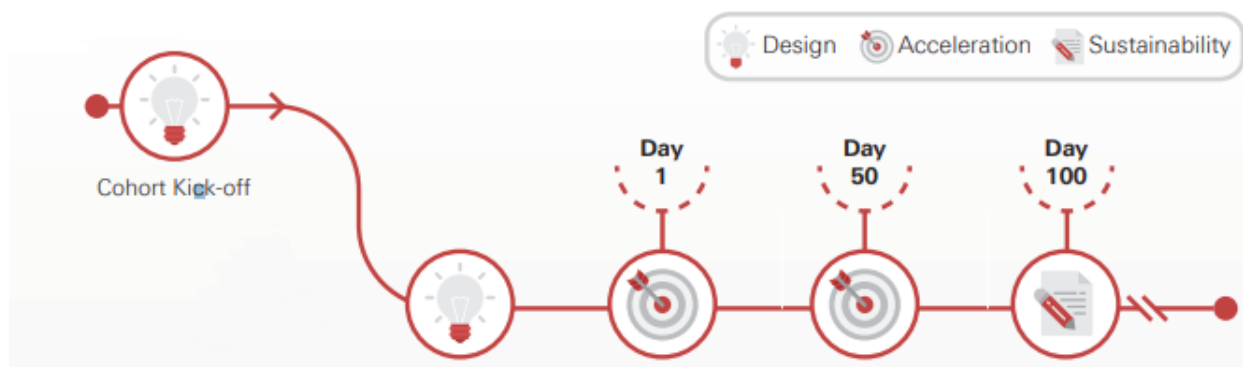 Design Acceleration Sustainability
Cohort Kick-off
Day
1
Day
50
Day
100